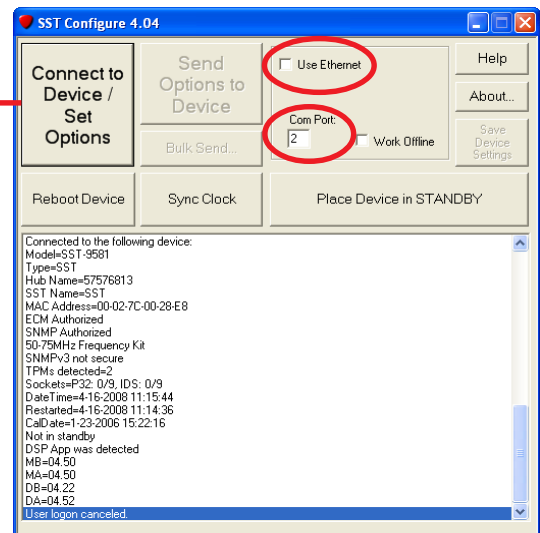 SST Configure 4.04
Connect to
Device /
Set
Options
Send
Options to
Device
Bulk Send...
Use Ethernet
Com Port:
2
Work Offline
Help
About...
Save
Device
Settings
Reboot Device
Sync Clock
Place Device in STANDBY
Connected to the following device:
Model=SST-9581
Type=SST
Hub Name=57576813
SST Name=SST
MAC Address=00-02-7C-00-28-E8
ECM Authorized
SNMP Authorized
50-75MHz Frequency Kit
SNMPv3 not secure
TPMs detected=2
Sockets=P32: 0/9, IDS: 0/9
DateTime=4-16-2008 11:15:44
Restarted=4-16-2008 11:14:36
CalDate=1-23-2006 15:22:16
Not in standby
DSP App was detected
MB=04.50
MA=04.50
DB=04.22
DA=04.52
User logon canceled.